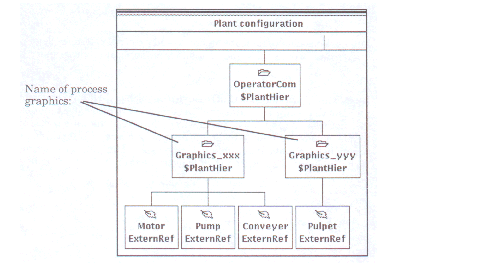 Plant configuration
OperatorCom
$PlantHier
Name of process
graphics:
Graphics_xxx
$PlantHier
Graphics_yyy
$PlantHier
Motor
ExternRef
Pump
ExternRef
Conveyer
ExternRef
Pulpet
ExternRef